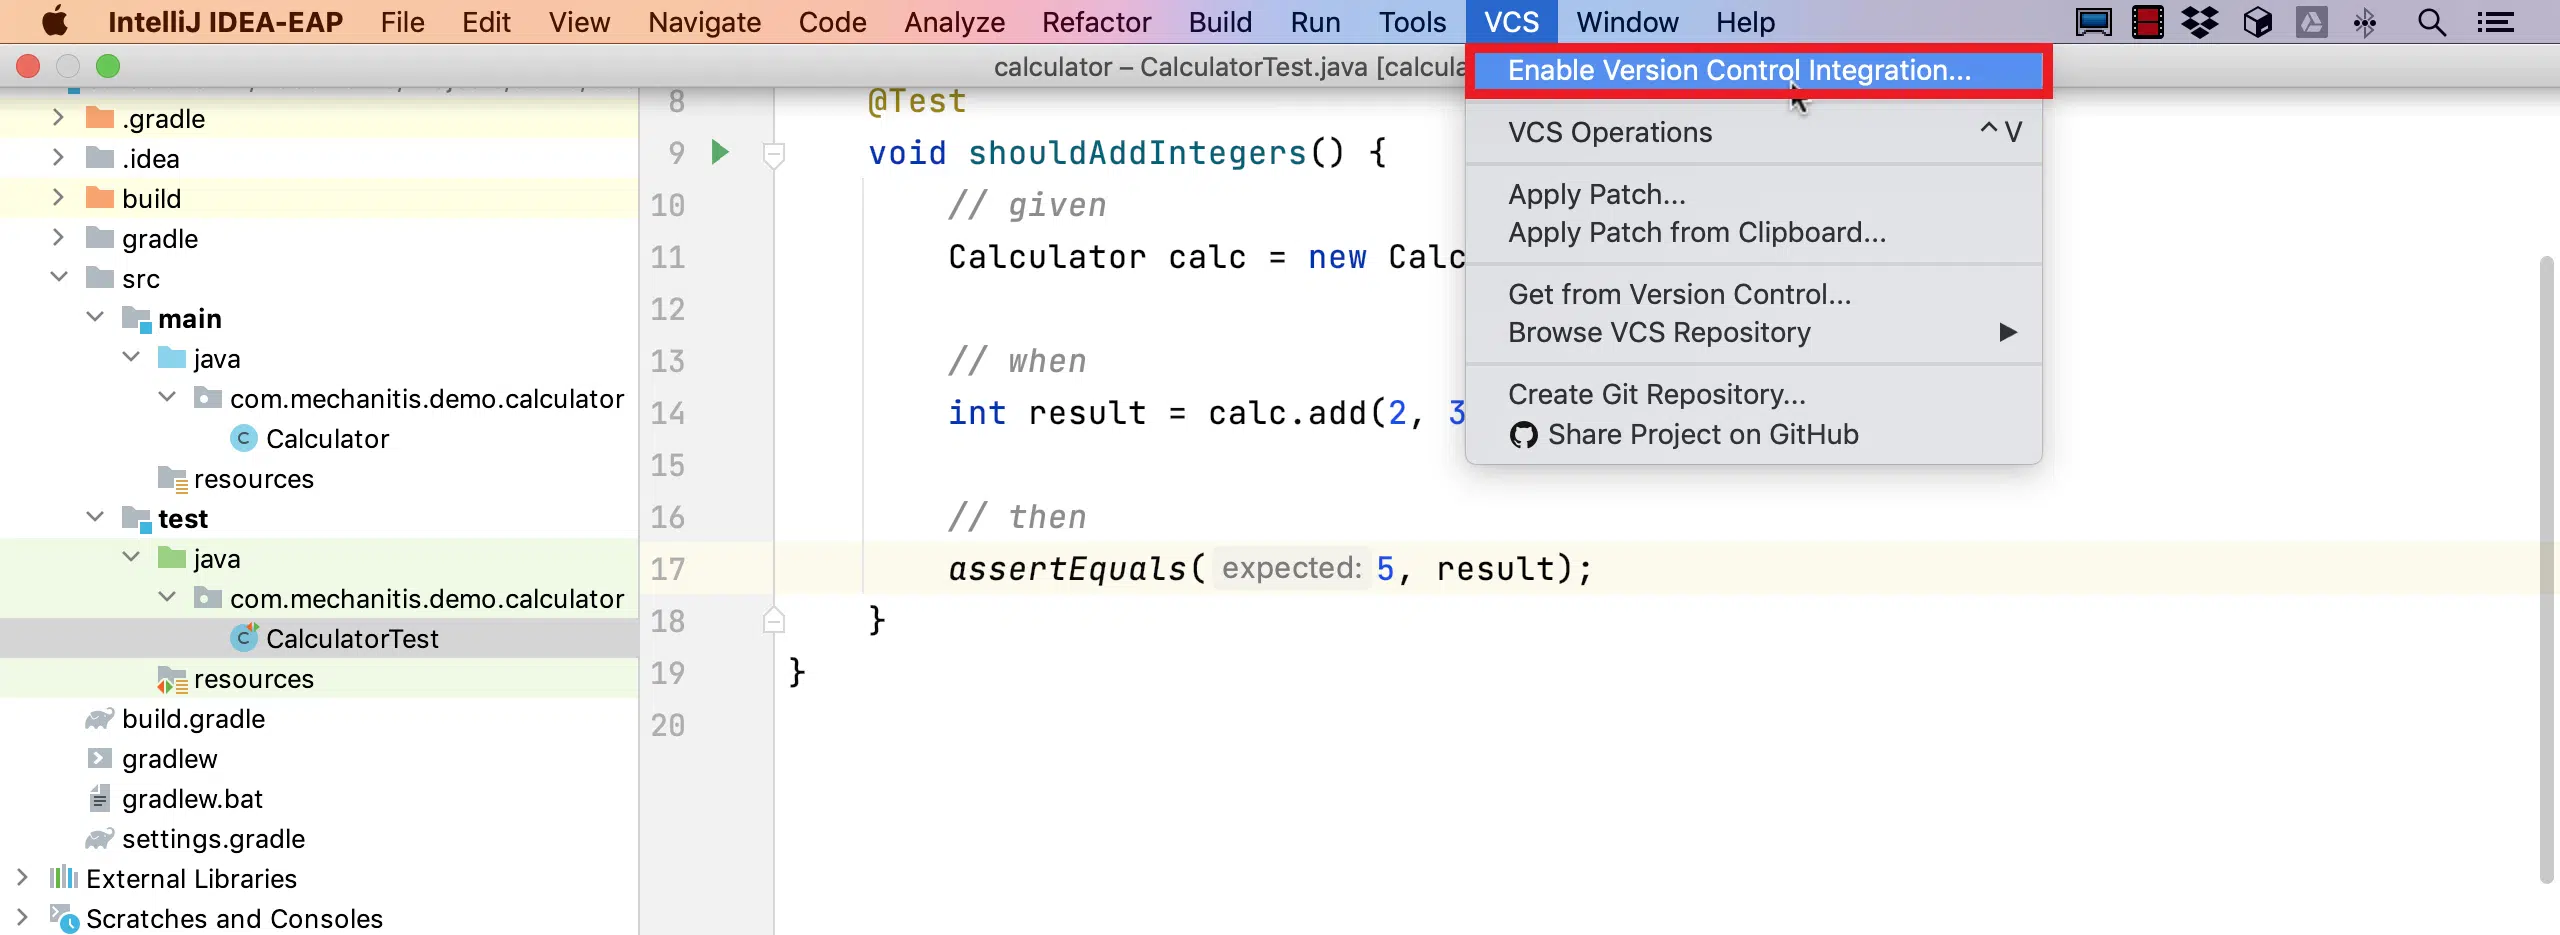 IntelliJ IDEA-EAP File Edit View Navigate Code Analyze Refactor Build Run Tools VCS Window Help
calculator – CalculatorTest.java [calcula
Enable Version Control Integration...
VCS Operations ^ V
Apply Patch...
Apply Patch from Clipboard...
Get from Version Control...
Browse VCS Repository
Create Git Repository...
Share Project on GitHub
.gradle
.idea
build
gradle
src
main
java
com.mechanitis.demo.calculator
Calculator
resources
test
java
com.mechanitis.demo.calculator
CalculatorTest
resources
build.gradle
gradlew
gradlew.bat
settings.gradle
External Libraries
Scratches and Consoles
8 @Test
9 void shouldAddIntegers() {
10 // given
11 Calculator calc = new Calc
12
13 // when
14 int result = calc.add(2, 3
15
16 // then
17 assertEquals( expected: 5, result);
18 }
19 }
20